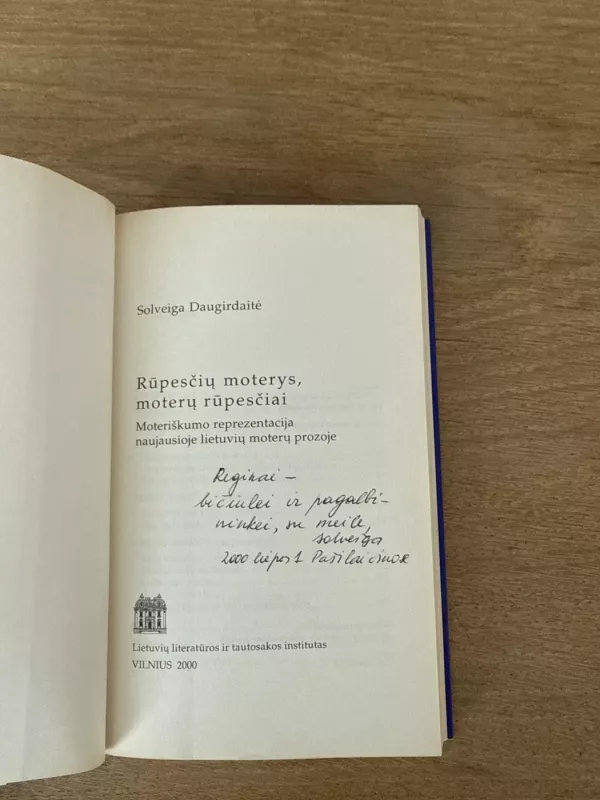 Solveiga Daugirdaitė
Rūpesčių moterys,
moterų rūpesčiai
Moteriškumo reprezentacija
naujausioje lietuvių moterų prozoje
Reginai –
bičiulei ir pagalbi-
ninkei, su meile,
Solveiga
2000 liepos 1. Pašilaičiuose
Lietuvių literatūros ir tautosakos institutas
VILNIUS 2000